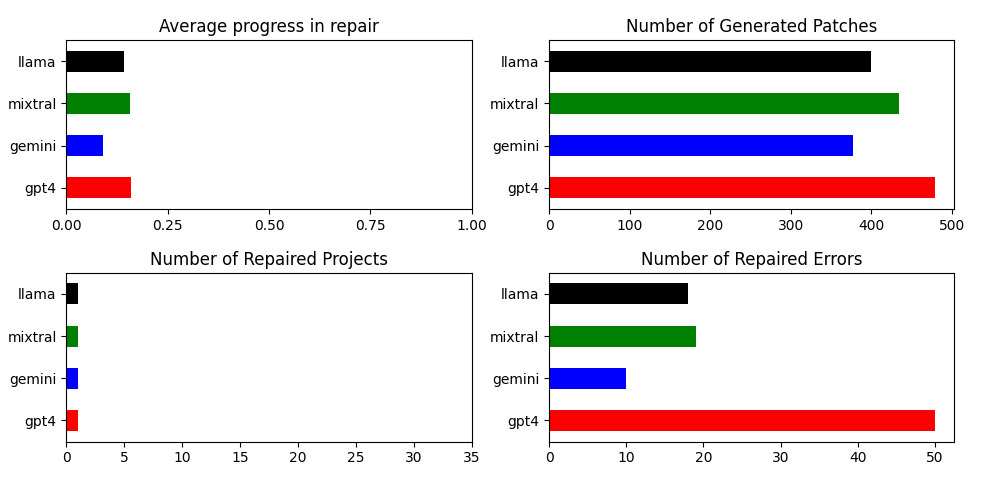 Average progress in repair
llama
mixtral
gemini
gpt4
0.00 0.25 0.50 0.75 1.00
Number of Generated Patches
llama
mixtral
gemini
gpt4
0 100 200 300 400 500
Number of Repaired Projects
llama
mixtral
gemini
gpt4
0 5 10 15 20 25 30 35
Number of Repaired Errors
llama
mixtral
gemini
gpt4
0 10 20 30 40 50